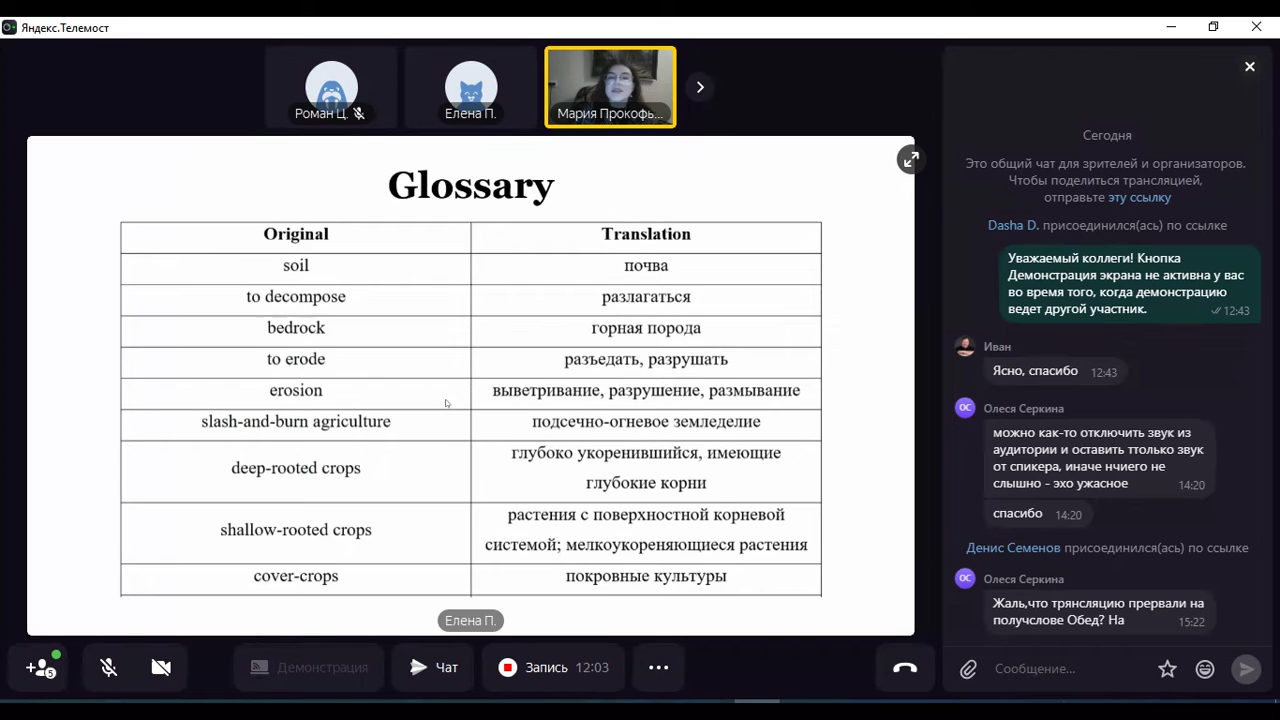 Яндекс.Телемост
Роман Ц.
Елена П.
Мария Прокофь...
Glossary
Original Translation
soil почва
to decompose разлагаться
bedrock горная порода
to erode разъедать, разрушать
erosion выветривание, разрушение, размывание
slash-and-burn agriculture подсечно-огневое земледелие
deep-rooted crops глубоко укоренившийся, имеющие
глубокие корни
shallow-rooted crops растения с поверхностной корневой
системой; мелкоукореняющиеся растения
cover-crops покровные культуры
Елена П.
5
Демонстрация
Чат
Запись 12:03
Сегодня
Это общий чат для зрителей и организаторов.
Чтобы поделиться трансляцией,
отправьте эту ссылку
Dasha D. присоединился(ась) по ссылке
Уважаемый коллеги! Кнопка
Демонстрация экрана не активна у вас
во время того, когда демонстрацию
ведет другой участник.
12:43
Иван
Ясно, спасибо 12:43
ОС
Олеся Серкина
можно как-то отключить звук из
аудитории и оставить ттолько звук
от спикера, иначе нчиего не
слышно - эхо ужасное 14:20
спасибо 14:20
Денис Семенов присоединился(ась) по ссылке
ОС
Олеся Серкина
Жаль,что трянсляцию прервали на
получслове Обед? На 15:22
Сообщение...